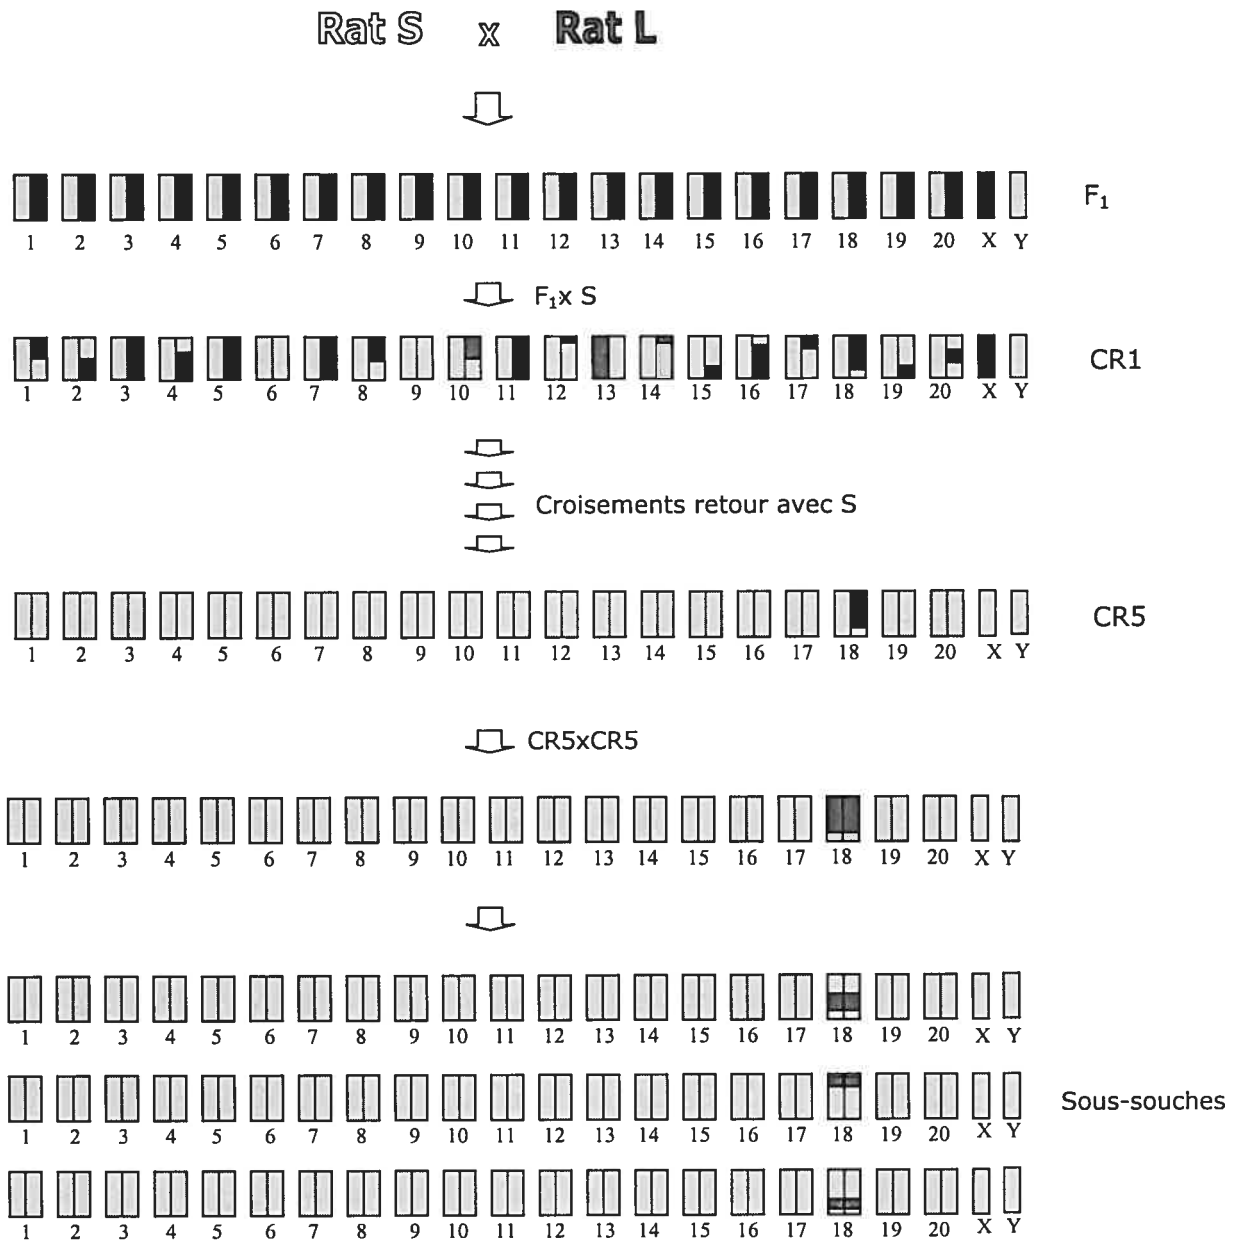 Rat S x Rat L
F₁
1 2 3 4 5 6 7 8 9 10 11 12 13 14 15 16 17 18 19 20 X Y
F₁x S
CR1
1 2 3 4 5 6 7 8 9 10 11 12 13 14 15 16 17 18 19 20 X Y
Croisements retour avec S
CR5
1 2 3 4 5 6 7 8 9 10 11 12 13 14 15 16 17 18 19 20 X Y
CR5xCR5
1 2 3 4 5 6 7 8 9 10 11 12 13 14 15 16 17 18 19 20 X Y
1 2 3 4 5 6 7 8 9 10 11 12 13 14 15 16 17 18 19 20 X Y
Sous-souches
1 2 3 4 5 6 7 8 9 10 11 12 13 14 15 16 17 18 19 20 X Y
1 2 3 4 5 6 7 8 9 10 11 12 13 14 15 16 17 18 19 20 X Y